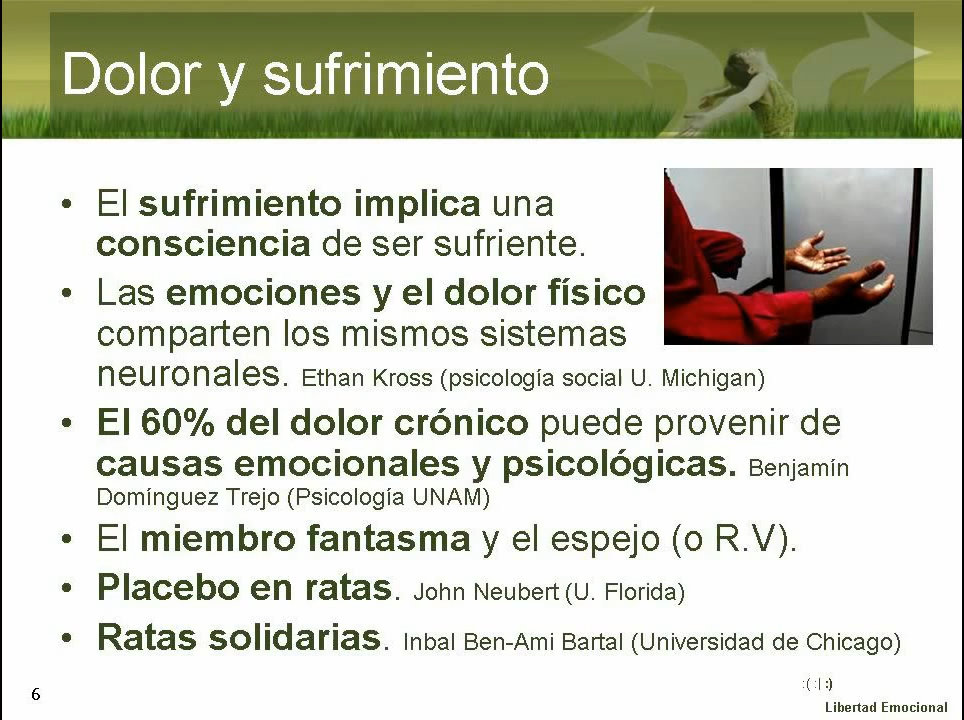 Dolor y sufrimiento
• El sufrimiento implica una
consciencia de ser sufriente.
• Las emociones y el dolor físico
comparten los mismos sistemas
neuronales. Ethan Kross (psicología social U. Michigan)
• El 60% del dolor crónico puede provenir de
causas emocionales y psicológicas. Benjamín
Domínguez Trejo (Psicología UNAM)
• El miembro fantasma y el espejo (o R.V).
• Placebo en ratas. John Neubert (U. Florida)
• Ratas solidarias. Inbal Ben-Ami Bartal (Universidad de Chicago)
6
:( :| :)
Libertad Emocional